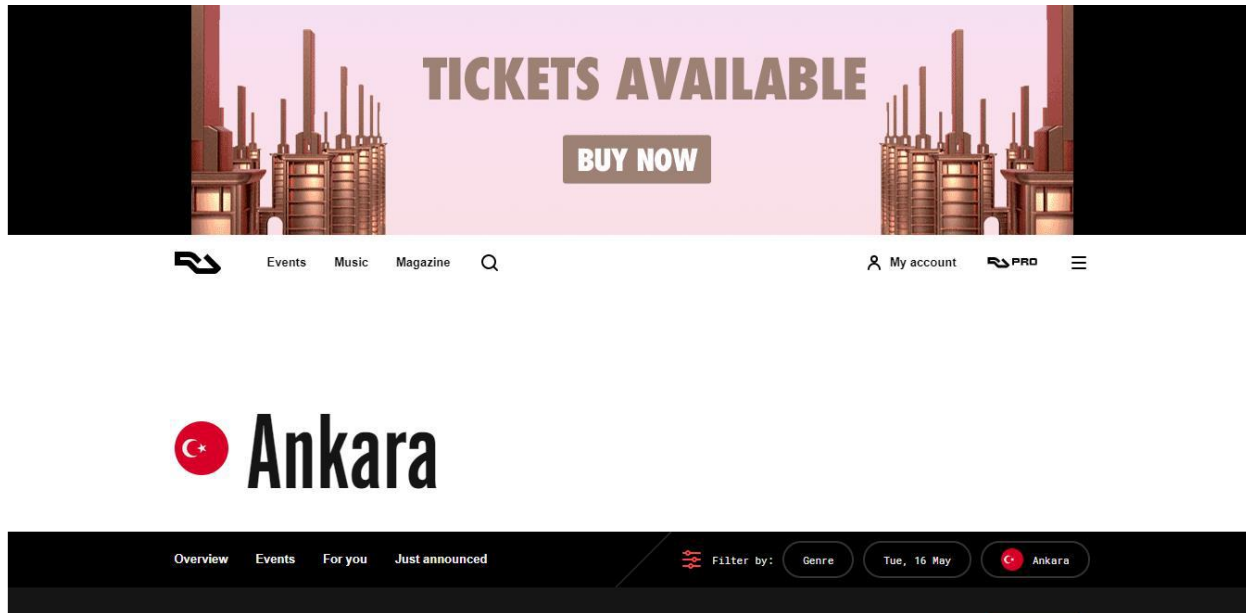 TICKETS AVAILABLE
BUY NOW
Events Music Magazine My account PRO
Ankara
Overview Events For you Just announced Filter by: Genre Tue, 16 May Ankara